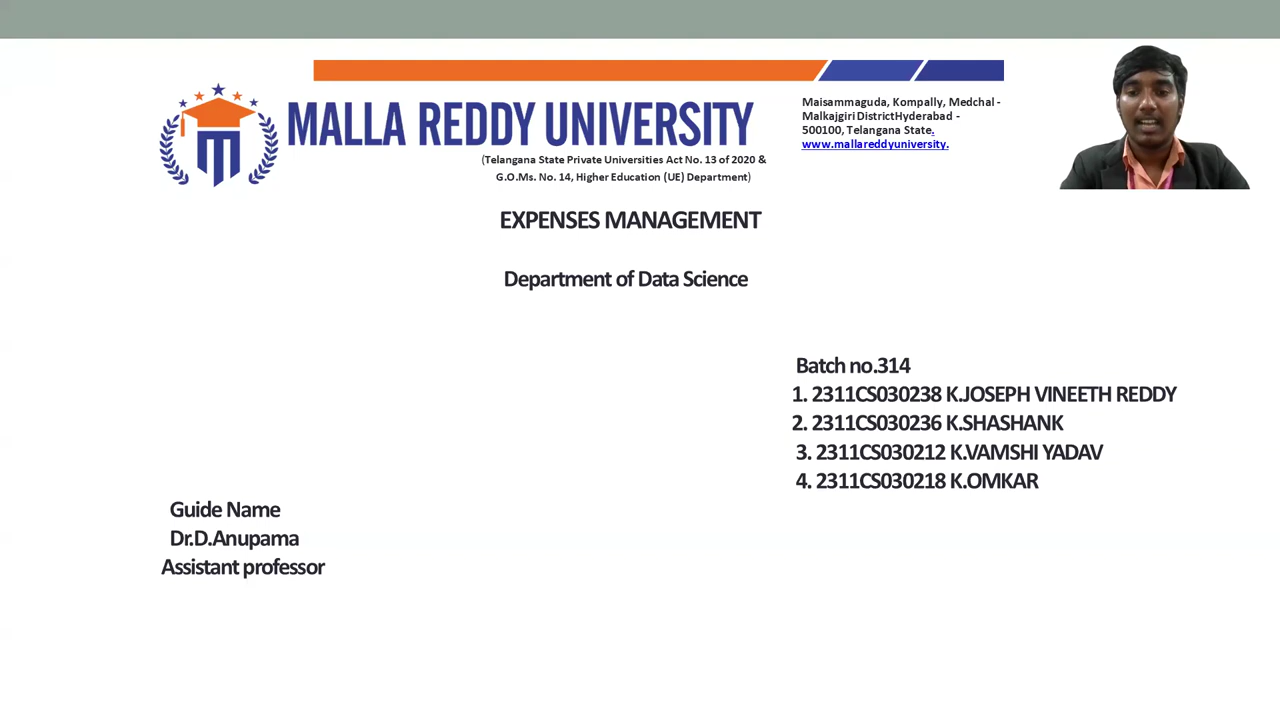 MALLA REDDY UNIVERSITY
(Telangana State Private Universities Act No. 13 of 2020 &
G.O.Ms. No. 14, Higher Education (UE) Department)
Maisammaguda, Kompally, Medchal -
Malkajgiri DistrictHyderabad -
500100, Telangana State.
www.mallareddyuniversity.
EXPENSES MANAGEMENT
Department of Data Science
Batch no.314
1. 2311CS030238 K.JOSEPH VINEETH REDDY
2. 2311CS030236 K.SHASHANK
3. 2311CS030212 K.VAMSHI YADAV
4. 2311CS030218 K.OMKAR
Guide Name
Dr.D.Anupama
Assistant professor